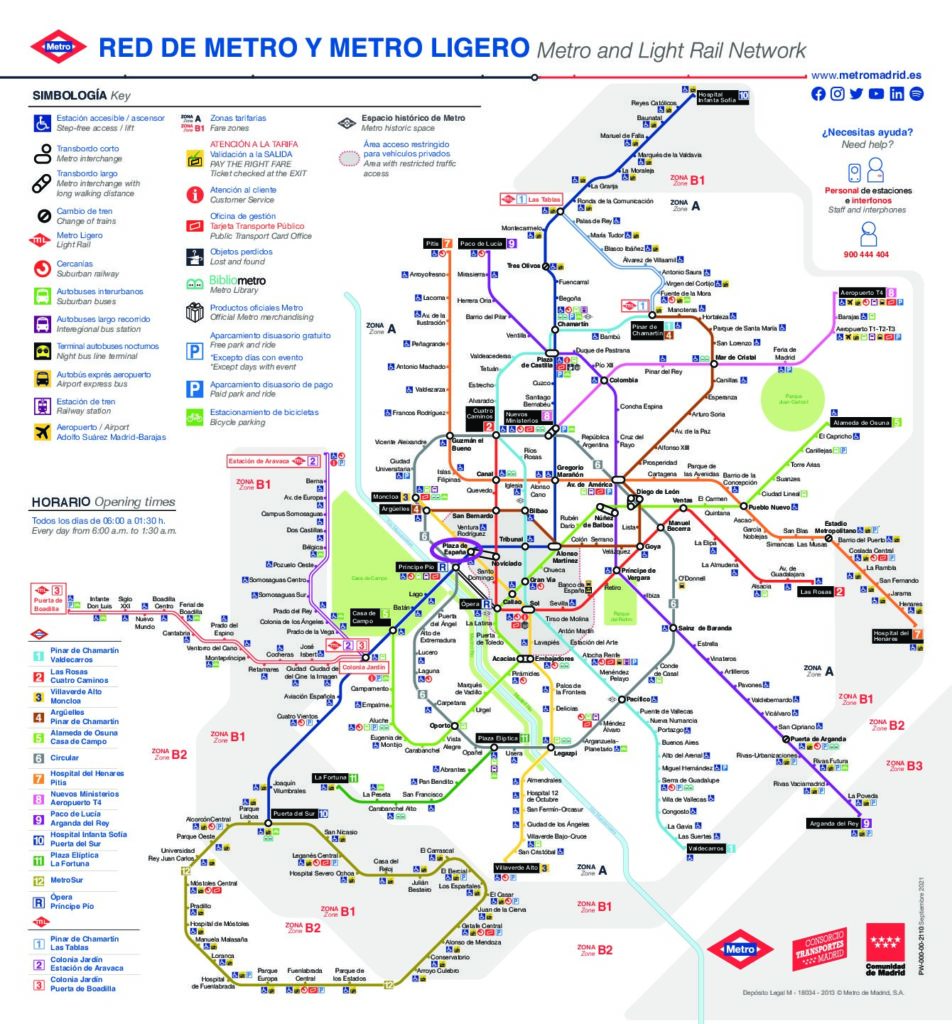 Metro
RED DE METRO Y METRO LIGERO Metro and Light Rail Network
www.metromadrid.es
SIMBOLOGÍA Key
Estación accesible / ascensor
Step-free access / lift
Transbordo corto
Metro interchange
Transbordo largo
Metro interchange with
long walking distance
Cambio de tren
Change of trains
Metro Ligero
Light Rail
Cercanías
Suburban railway
Autobuses interurbanos
Suburban buses
Autobuses largo recorrido
Interegional bus station
Terminal autobuses nocturnos
Night bus line terminal
Autobús exprés aeropuerto
Airport express bus
Estación de tren
Railway station
Aeropuerto / Airport
Adolfo Suárez Madrid-Barajas
ZONA A
ZONA B1
Zonas tarifarias
Fare zones
ATENCIÓN A LA TARIFA
Validación a la SALIDA
PAY THE RIGHT FARE
Ticket checked at the EXIT
Atención al cliente
Customer Service
Oficina de gestión
Tarjeta Transporte Público
Public Transport Card Office
Objetos perdidos
Lost and found
Bibliometro
Metro Library
Productos oficiales Metro
Official Metro merchandising
Aparcamiento disuasorio gratuito
Free park and ride
*Excepto días con evento
*Except days with event
Aparcamiento disuasorio de pago
Paid park and ride
Estacionamiento de bicicletas
Bicycle parking
Espacio histórico de Metro
Metro historic space
Área acceso restringido
para vehículos privados
Area with restricted traffic
access
¿Necesitas ayuda?
Need help?
Personal de estaciones
e interfonos
Staff and interphones
900 444 404
HORARIO Opening times
Todos los días de 06:00 a 01:30 h.
Every day from 6:00 a.m. to 1:30 a.m.
1 Pinar de Chamartín
Valdecarros
2 Las Rosas
Cuatro Caminos
3 Villaverde Alto
Moncloa
4 Argüelles
Pinar de Chamartín
5 Alameda de Osuna
Casa de Campo
6 Circular
7 Hospital del Henares
Pitis
8 Nuevos Ministerios
Aeropuerto T4
9 Paco de Lucía
Arganda del Rey
10 Hospital Infanta Sofía
Puerta del Sur
11 Plaza Elíptica
La Fortuna
12 MetroSur
R Ópera
Príncipe Pío
1 Pinar de Chamartín
Las Tablas
2 Colonia Jardín
Estación de Aravaca
3 Colonia Jardín
Puerta de Boadilla
Hospital
Infanta Sofía 10
Reyes Católicos
Baunatal
Manuel de Falla
Marqués de la Valdavia
La Moraleja
La Granja
ZONA B1
Zone
ZONA A
Zone
Ronda de la Comunicación
1 Las Tablas
Palas de Rey
Montecarmelo
María Tudor
Blasco Ibáñez
Álvarez de Villaamil
Antonio Saura
Virgen del Cortijo
Fuente de la Mora
Tres Olivos
Fuencarral
Begoña
Chamartín
Pinar de
Chamartín 1 4
Bambú
Manoteras
Hortaleza
Parque de Santa María
San Lorenzo
Mar de Cristal
Feria de
Madrid
Aeropuerto T4 8
Barajas
Aeropuerto T1-T2-T3
Pitis 7
Paco de Lucía 9
Arroyofresno
Mirasierra
Lacoma
Herrera Oria
Av. de la
Ilustración
Barrio del Pilar
Peñagrande
Ventilla
Valdeacederas
Plaza
de Castilla
Duque de Pastrana
Pío XII
Colombia
Pinar del Rey
Antonio Machado
Tetuán
Estrecho
Cuzco
Valdezarza
Alvarado
Santiago
Bernabéu
Francos Rodríguez
Cuatro
Caminos 2
Nuevos
Ministerios 8
Concha Espina
Canillas
Esperanza
Arturo Soria
Av. de la Paz
Alfonso XIII
Prosperidad
Cruz del
Rayo
República
Argentina
Vicente Aleixandre
Guzmán el
Bueno
Ciudad
Universitaria
Islas
Filipinas
Canal
Ríos
Rosas
Gregorio
Marañón
Av. de
América
Cartagena
Parque de las
Avenidas
Barrio de la
Concepción
Alameda de Osuna 5
El Capricho
Canillejas
Torre Arias
Suanzes
Ciudad Lineal
Pueblo Nuevo
Parque
Juan Carlos I
Moncloa 3
Argüelles 4
Quevedo
Iglesia
Alonso
Cano
San Bernardo
Bilbao
Rubén
Darío
Núñez
de Balboa
Diego de León
Lista
Ventas
El Carmen
Quintana
Manuel
Becerra
Ascao
García
Noblejas
Simancas
San Blas
Las Musas
Estadio
Metropolitano
Barrio del Puerto
Coslada Central
La Rambla
San Fernando
Jarama
Henares
Hospital del
Henares 7
La Elipa
La Almudena
Av. de
Guadalajara
Alsacia
Las Rosas 2
Ventura
Rodríguez
Plaza de
España
Noviciado
Tribunal
Alonso
Martínez
Colón
Serrano
Velázquez
Goya
Príncipe de
Vergara
O'Donnell
Ibiza
Sainz de Baranda
Príncipe Pío R
Santo
Domingo
Chueca
Gran Vía
Callao
Sol
Sevilla
Banco de
España
Retiro
Parque
del Retiro
Ópera R
La Latina
Tirso de Molina
Antón Martín
Lavapiés
Estación del Arte
Atocha Renfe
Menéndez
Pelayo
Conde
de Casal
Pacífico
Méndez
Álvaro
Arganzuela-
Planetario
Puerta
de Toledo
Acacias
Embajadores
Pirámides
Palos de
la Frontera
Delicias
Legazpi
Marqués
de Vadillo
Urgel
Oporto
Vista
Alegre
Opañel
Usera
Plaza Elíptica 11
Abrantes
Pan Bendito
San Francisco
Carabanchel Alto
La Peseta
La Fortuna 11
Carabanchel
Eugenia de
Montijo
Aluche
Empalme
Campamento
Casa de
Campo 5
Casa de Campo
Lago
Batán
Puerta
del Ángel
Alto de
Extremadura
Lucero
Laguna
Carpetana
Estación de Aravaca 2
Berna
Av. de Europa
Campus Somosaguas
Dos Castillas
Bélgica
Pozuelo Oeste
Somosaguas Centro
Somosaguas Sur
Prado del Rey
Colonia de los Ángeles
Prado de la Vega
2 3
Colonia Jardín
3
Puerta de
Boadilla
Infante
Don Luis
Siglo
XXI
Nuevo
Mundo
Boadilla
Centro
Ferial de
Boadilla
Cantabria
Prado del
Espino
Ventorro del Cano
Montepríncipe
Retamares
Cocheras
Ciudad
del Cine
José
Isbert
Ciudad de
la Imagen
Aviación Española
Cuatro Vientos
Joaquín
Vilumbrales
Puerta del Sur 10
Parque
Lisboa
Alcorcón Central
Parque Oeste
Universidad
Rey Juan Carlos
Móstoles Central
Pradillo
Hospital de Móstoles
Manuela Malasaña
Loranca
Hospital
de Fuenlabrada
Parque
Europa
Fuenlabrada
Central
Parque de
los Estados
Arroyo Culebro
Conservatorio
Alonso de Mendoza
Getafe Central
Juan de la Cierva
El Casar
Los Espartales
El Bercial
El Carrascal
Julián
Besteiro
Casa del
Reloj
Hospital Severo Ochoa
Leganés Central
San Nicasio
Almendrales
Hospital 12
de Octubre
San Fermín-Orcasur
Ciudad de los Ángeles
Villaverde Bajo-Cruce
San Cristóbal
Villaverde Alto 3
Puente de Vallecas
Nueva Numancia
Portazgo
Buenos Aires
Alto del Arenal
Miguel Hernández
Sierra de Guadalupe
Villa de Vallecas
Congosto
La Gavia
Las Suertes
Valdecarros 1
Estrella
Vinateros
Artilleros
Pavones
Valdebernardo
Vicálvaro
San Cipriano
Puerta de Arganda
Rivas-Urbanizaciones
Rivas Futura
Rivas Vaciamadrid
La Poveda
Arganda del Rey 9
ZONA B1
Zone
ZONA B2
Zone
ZONA B3
Zone
Metro
CONSORCIO
TRANSPORTES
MADRID
Comunidad
de Madrid
PW-000-00-2110 Septiembre 2021
Depósito Legal M - 18034 - 2013 © Metro de Madrid, S.A.